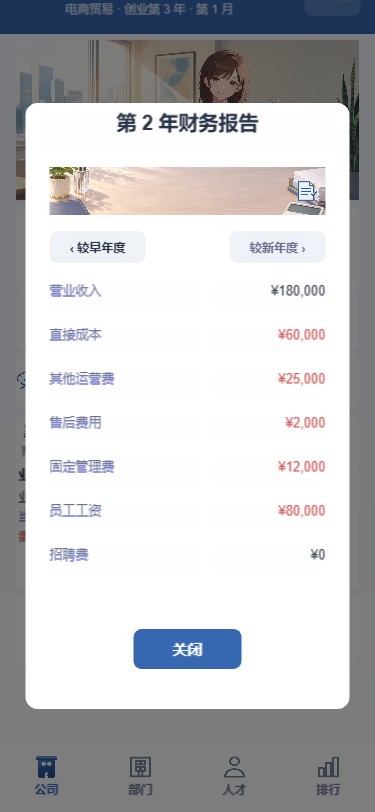 电商贸易 · 创业第 3 年 · 第 1 月
第 2 年财务报告
‹ 较早年度
较新年度 ›
营业收入 ¥180,000
直接成本 ¥60,000
其他运营费 ¥25,000
售后费用 ¥2,000
固定管理费 ¥12,000
员工工资 ¥80,000
招聘费 ¥0
关闭
公司
部门
人才
排行